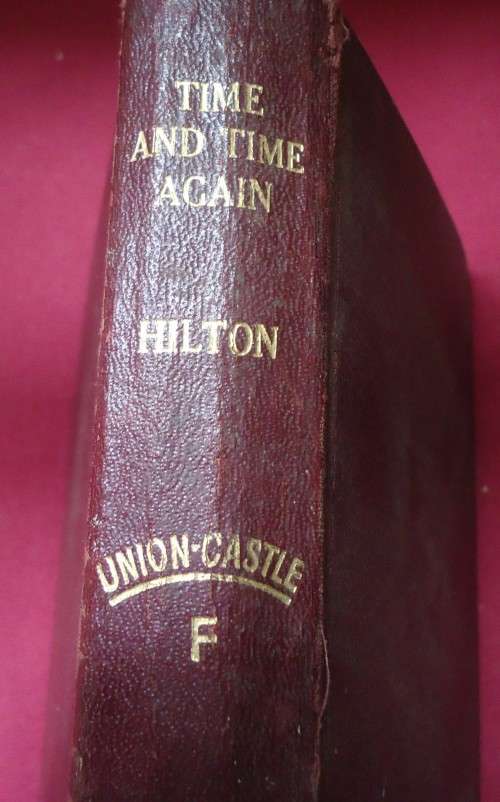 TIME
AND TIME
AGAIN
HILTON
UNION-CASTLE
F